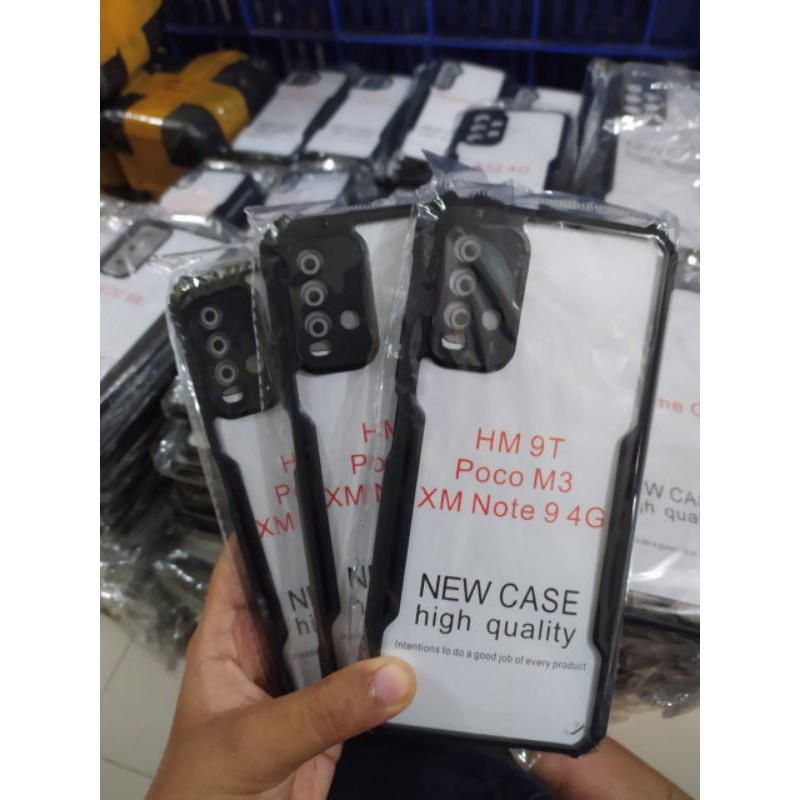 HM 9T
Poco M3
XM Note 9 4G
NEW CASE
high quality
Intentions to do a good job of every product